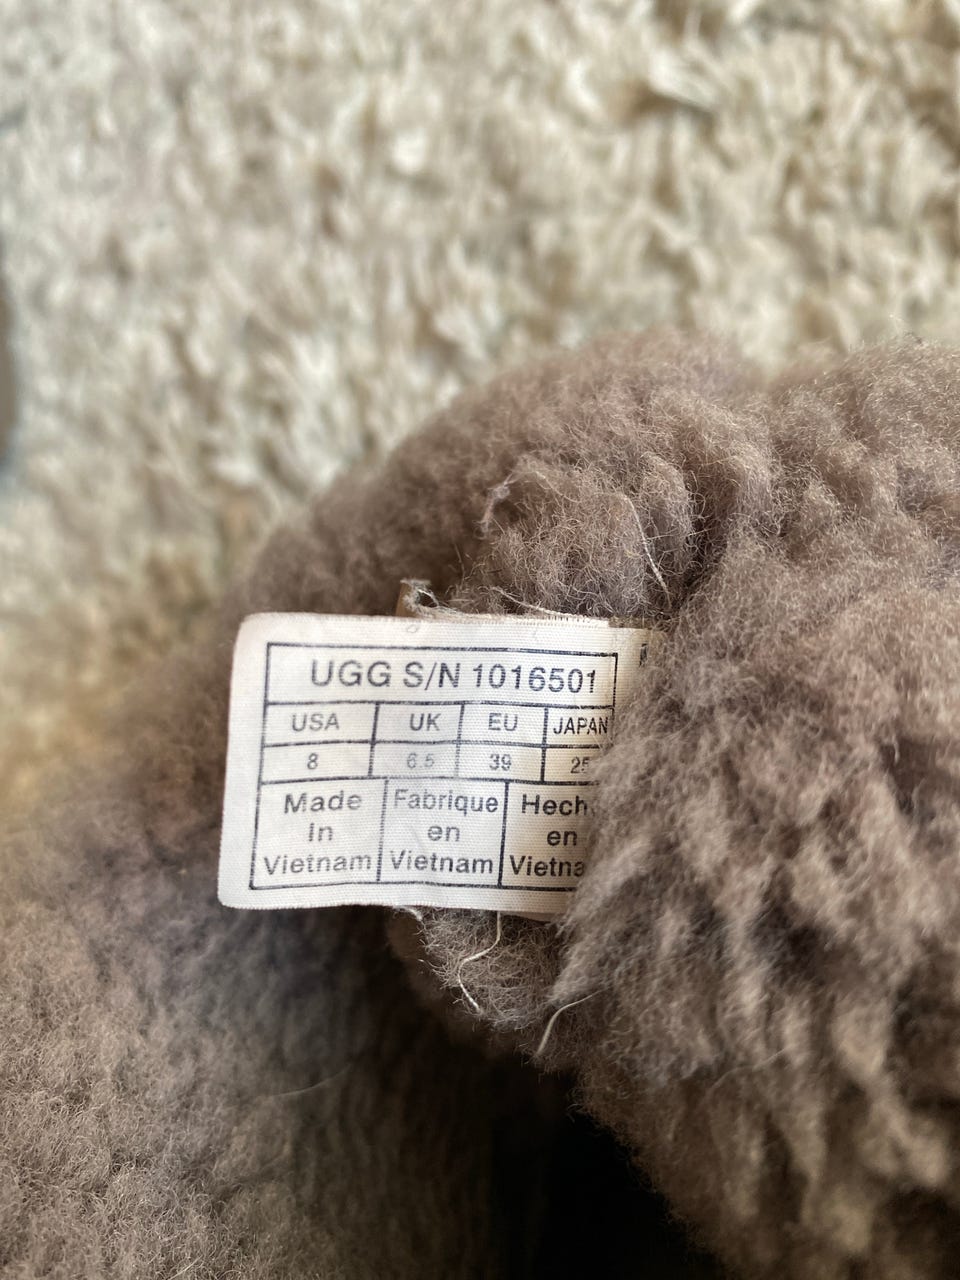 UGG S/N 1016501
USA UK EU JAPAN
8 6.5 39
Made Fabrique
in en en
Vietnam Vietnam